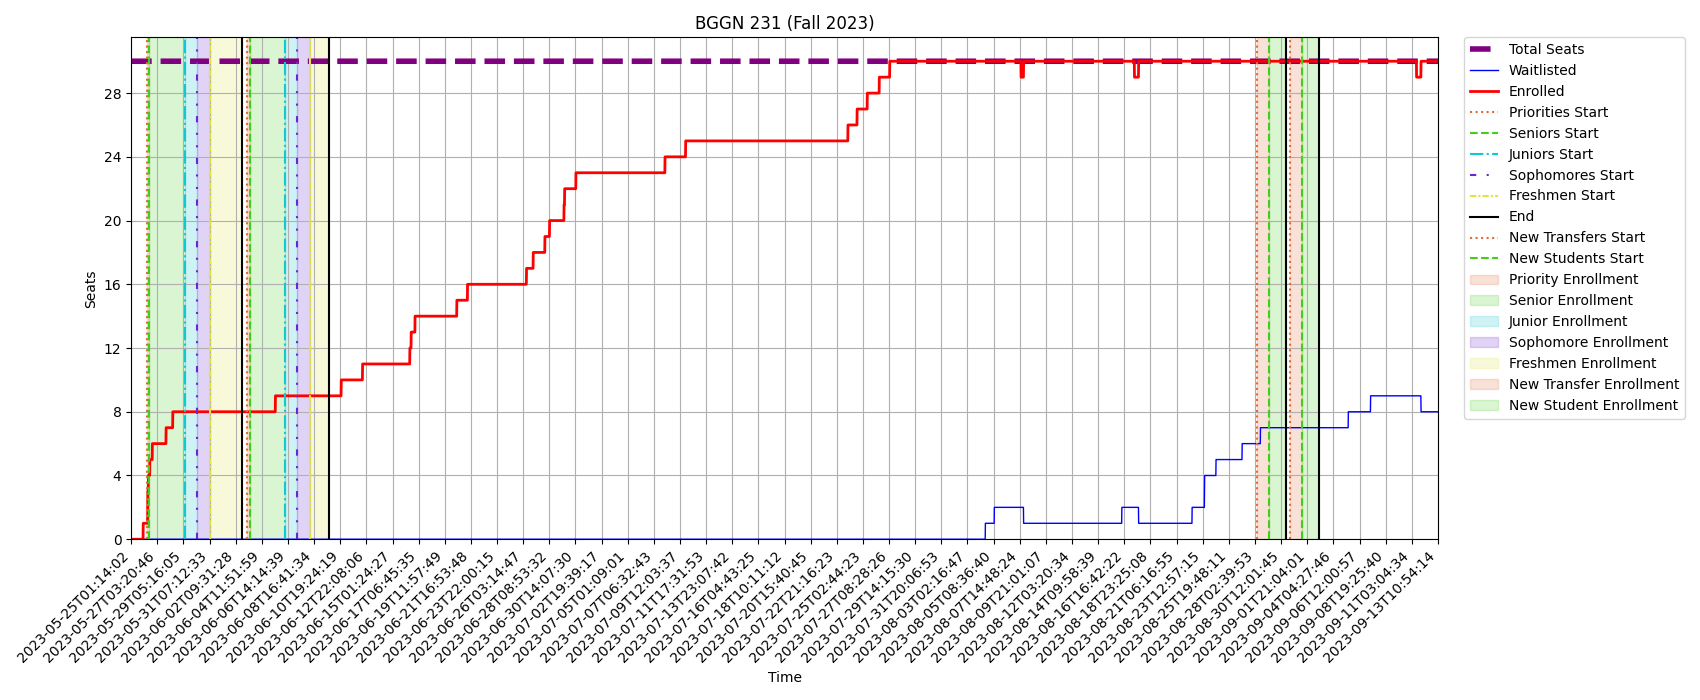 BGGN 231 (Fall 2023)
Seats
28
24
20
16
12
8
4
0
2023-05-25T01:14:02
2023-05-27T03:20:46
2023-05-29T05:16:05
2023-05-31T07:12:33
2023-06-02T09:31:28
2023-06-04T11:51:59
2023-06-06T14:14:39
2023-06-08T16:41:34
2023-06-10T19:24:19
2023-06-12T22:08:06
2023-06-15T01:24:27
2023-06-17T06:45:35
2023-06-19T11:57:49
2023-06-21T16:53:48
2023-06-23T22:00:15
2023-06-26T03:14:47
2023-06-28T08:53:32
2023-06-30T14:07:30
2023-07-02T19:39:17
2023-07-05T01:09:01
2023-07-07T06:32:43
2023-07-09T12:03:37
2023-07-11T17:31:53
2023-07-13T23:07:42
2023-07-16T04:43:25
2023-07-18T10:11:12
2023-07-20T15:40:45
2023-07-22T21:16:23
2023-07-25T02:44:23
2023-07-27T08:28:26
2023-07-29T14:15:30
2023-07-31T20:06:53
2023-08-03T02:16:47
2023-08-05T08:36:40
2023-08-07T14:48:24
2023-08-09T21:01:07
2023-08-12T03:20:34
2023-08-14T09:58:39
2023-08-16T16:42:22
2023-08-18T23:25:08
2023-08-21T06:16:55
2023-08-23T12:57:15
2023-08-25T19:48:11
2023-08-28T02:39:53
2023-08-30T12:01:45
2023-09-01T21:04:01
2023-09-04T04:27:46
2023-09-06T12:00:57
2023-09-08T19:25:40
2023-09-11T03:04:34
2023-09-13T10:54:14
Time
Total Seats
Waitlisted
Enrolled
Priorities Start
Seniors Start
Juniors Start
Sophomores Start
Freshmen Start
End
New Transfers Start
New Students Start
Priority Enrollment
Senior Enrollment
Junior Enrollment
Sophomore Enrollment
Freshmen Enrollment
New Transfer Enrollment
New Student Enrollment